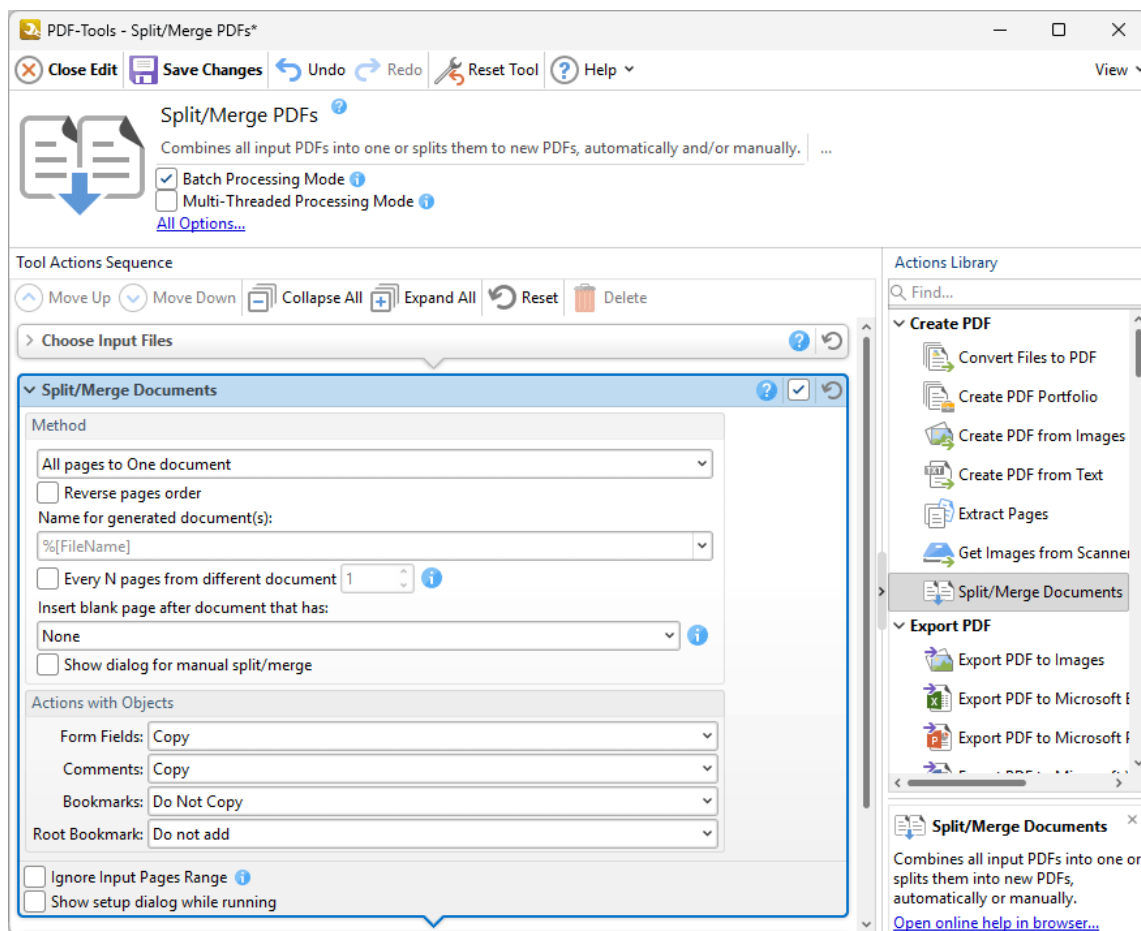 PDF-Tools - Split/Merge PDFs*
Close Edit Save Changes Undo Redo Reset Tool ? Help View
Split/Merge PDFs ?
Combines all input PDFs into one or splits them to new PDFs, automatically and/or manually. ...
Batch Processing Mode i
Multi-Threaded Processing Mode i
All Options...
Tool Actions Sequence
Move Up Move Down Collapse All Expand All Reset Delete
Choose Input Files ?
Split/Merge Documents ?
Method
All pages to One document
Reverse pages order
Name for generated document(s):
%[FileName]
Every N pages from different document 1 i
Insert blank page after document that has:
None i
Show dialog for manual split/merge
Actions with Objects
Form Fields: Copy
Comments: Copy
Bookmarks: Do Not Copy
Root Bookmark: Do not add
Ignore Input Pages Range i
Show setup dialog while running
Actions Library
Find...
Create PDF
Convert Files to PDF
Create PDF Portfolio
Create PDF from Images
TXT Create PDF from Text
Extract Pages
Get Images from Scanner
Split/Merge Documents
Export PDF
Export PDF to Images
Export PDF to Microsoft E
Export PDF to Microsoft P
Split/Merge Documents
Combines all input PDFs into one or
splits them into new PDFs,
automatically or manually.
Open online help in browser...